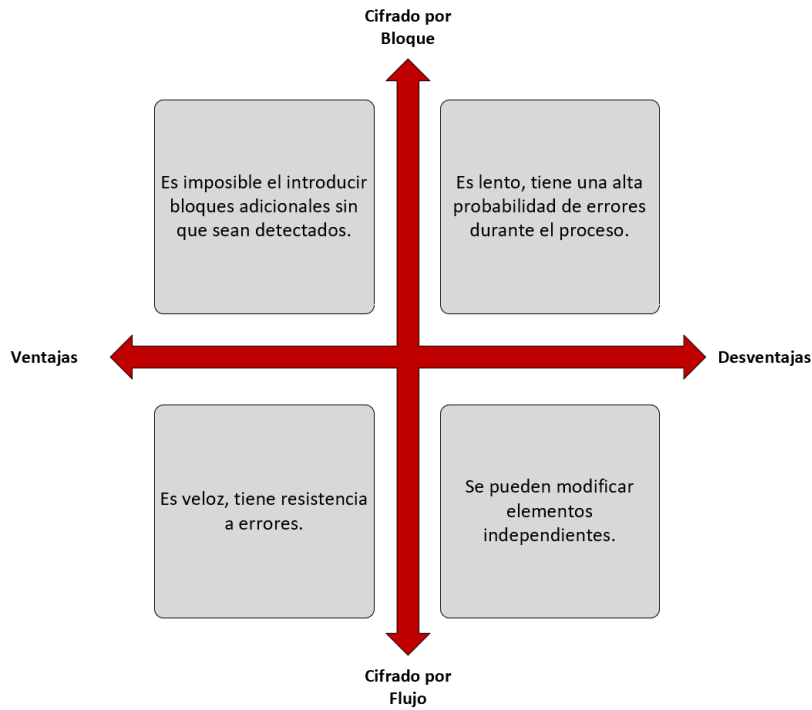 Cifrado por
Bloque
Es imposible el introducir
bloques adicionales sin
que sean detectados.
Es lento, tiene una alta
probabilidad de errores
durante el proceso.
Ventajas
Desventajas
Es veloz, tiene resistencia
a errores.
Se pueden modificar
elementos
independientes.
Cifrado por
Flujo